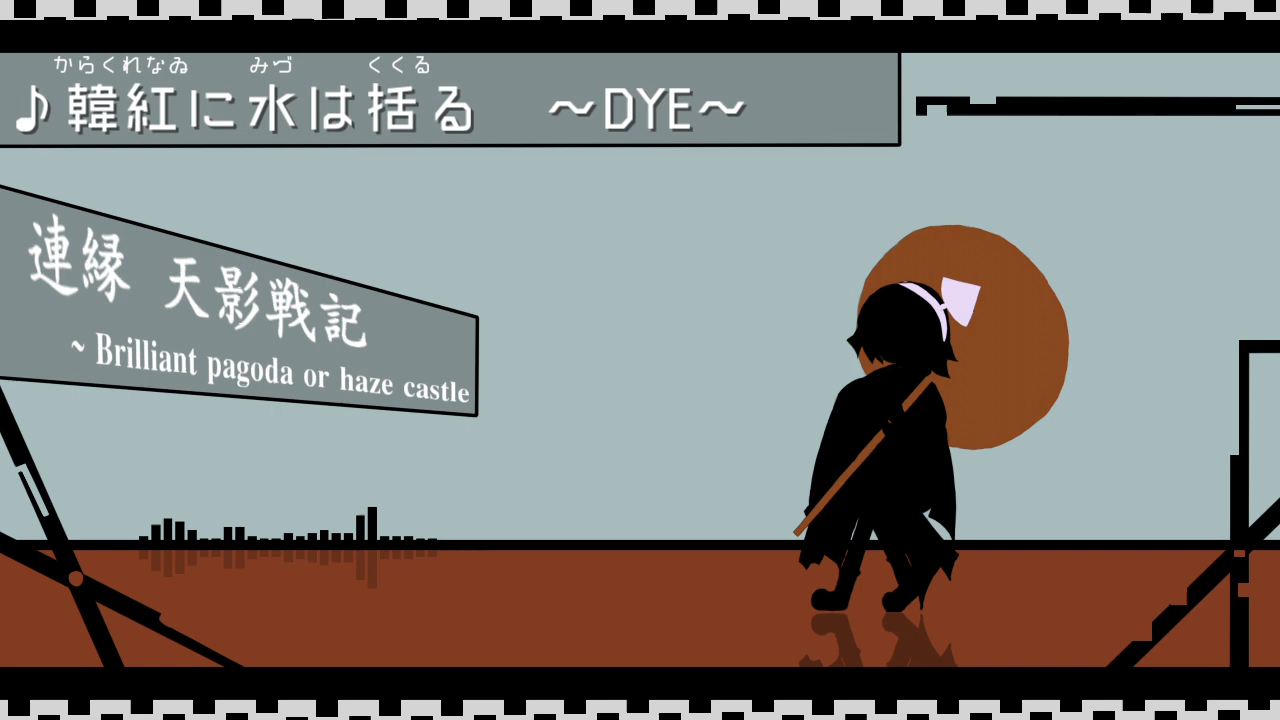 からくれなゐ　みづ　くくる
♪韓紅に水は括る　～DYE～
連縁　天影戦記
~ Brilliant pagoda or haze castle